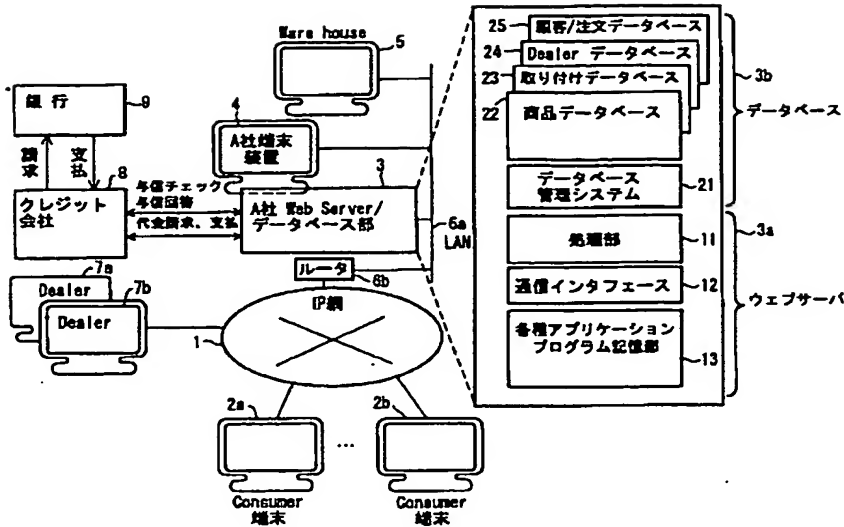 Ware house
5
銀行
9
請求
支払
4
A社端末
装置
8
クレジット
会社
与信チェック
与信回答
代金請求、支払
3
A社 Web Server/
データベース部
6a
LAN
ルータ
6b
IP網
1
7a
Dealer
7b
Dealer
2a
2b
...
Consumer
端末
Consumer
端末
25
顧客/注文データベース
24
Dealer データベース
23
取り付けデータベース
22
商品データベース
3b
データベース
データベース
管理システム
21
3a
処理部
11
通信インタフェース
12
ウェブサーバ
各種アプリケーション
プログラム記憶部
13